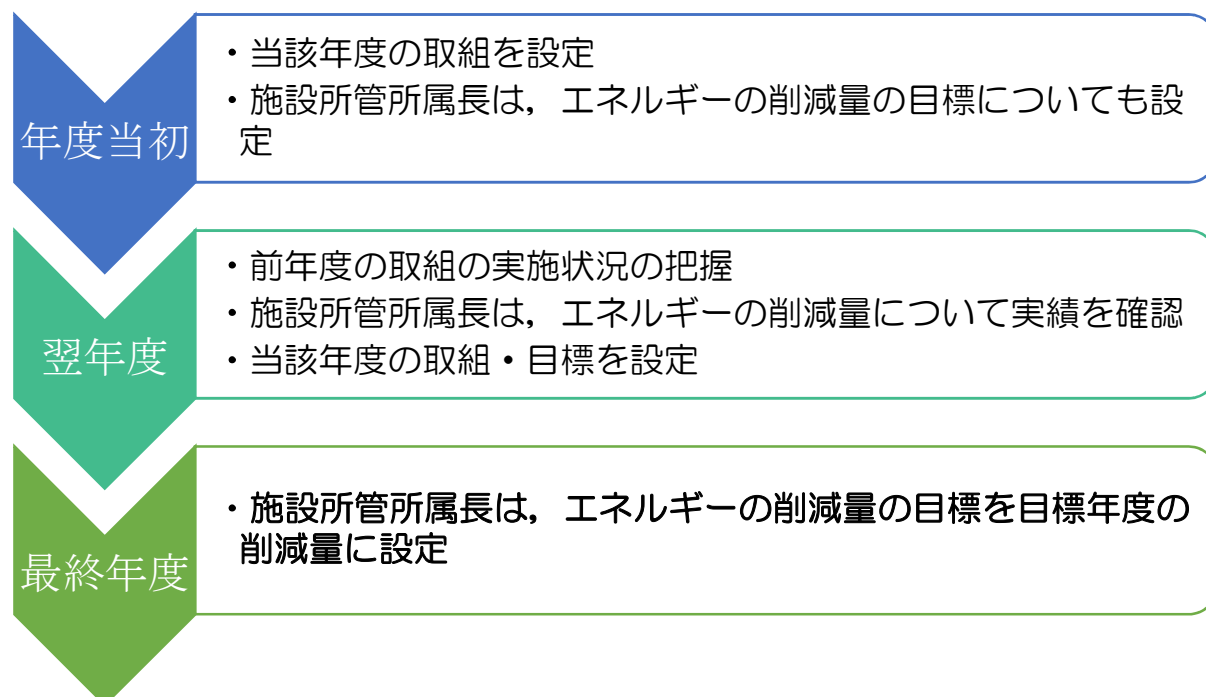 年度当初
・当該年度の取組を設定
・施設所管所属長は，エネルギーの削減量の目標についても設
定
翌年度
・前年度の取組の実施状況の把握
・施設所管所属長は，エネルギーの削減量について実績を確認
・当該年度の取組・目標を設定
最終年度
・施設所管所属長は，エネルギーの削減量の目標を目標年度の
削減量に設定